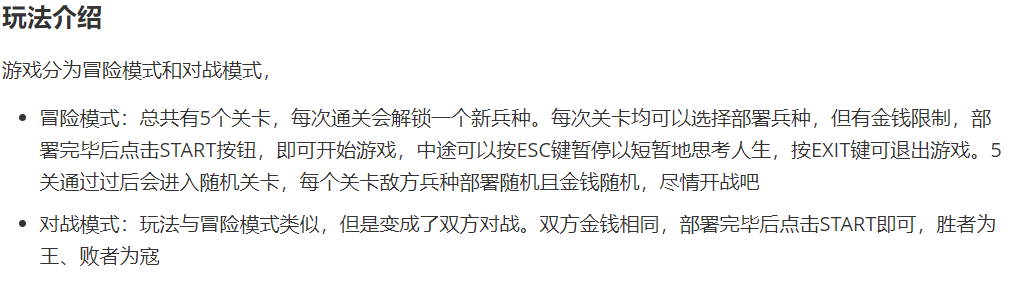 玩法介绍
游戏分为冒险模式和对战模式，
冒险模式：总共有5个关卡，每次通关会解锁一个新兵种。每次关卡均可以选择部署兵种，但有金钱限制，部
署完毕后点击START按钮，即可开始游戏，中途可以按ESC键暂停以短暂地思考人生，按EXIT键可退出游戏。5
关通过过后会进入随机关卡，每个关卡敌方兵种部署随机且金钱随机，尽情开战吧
对战模式：玩法与冒险模式类似，但是变成了双方对战。双方金钱相同，部署完毕后点击START即可，胜者为
王、败者为寇